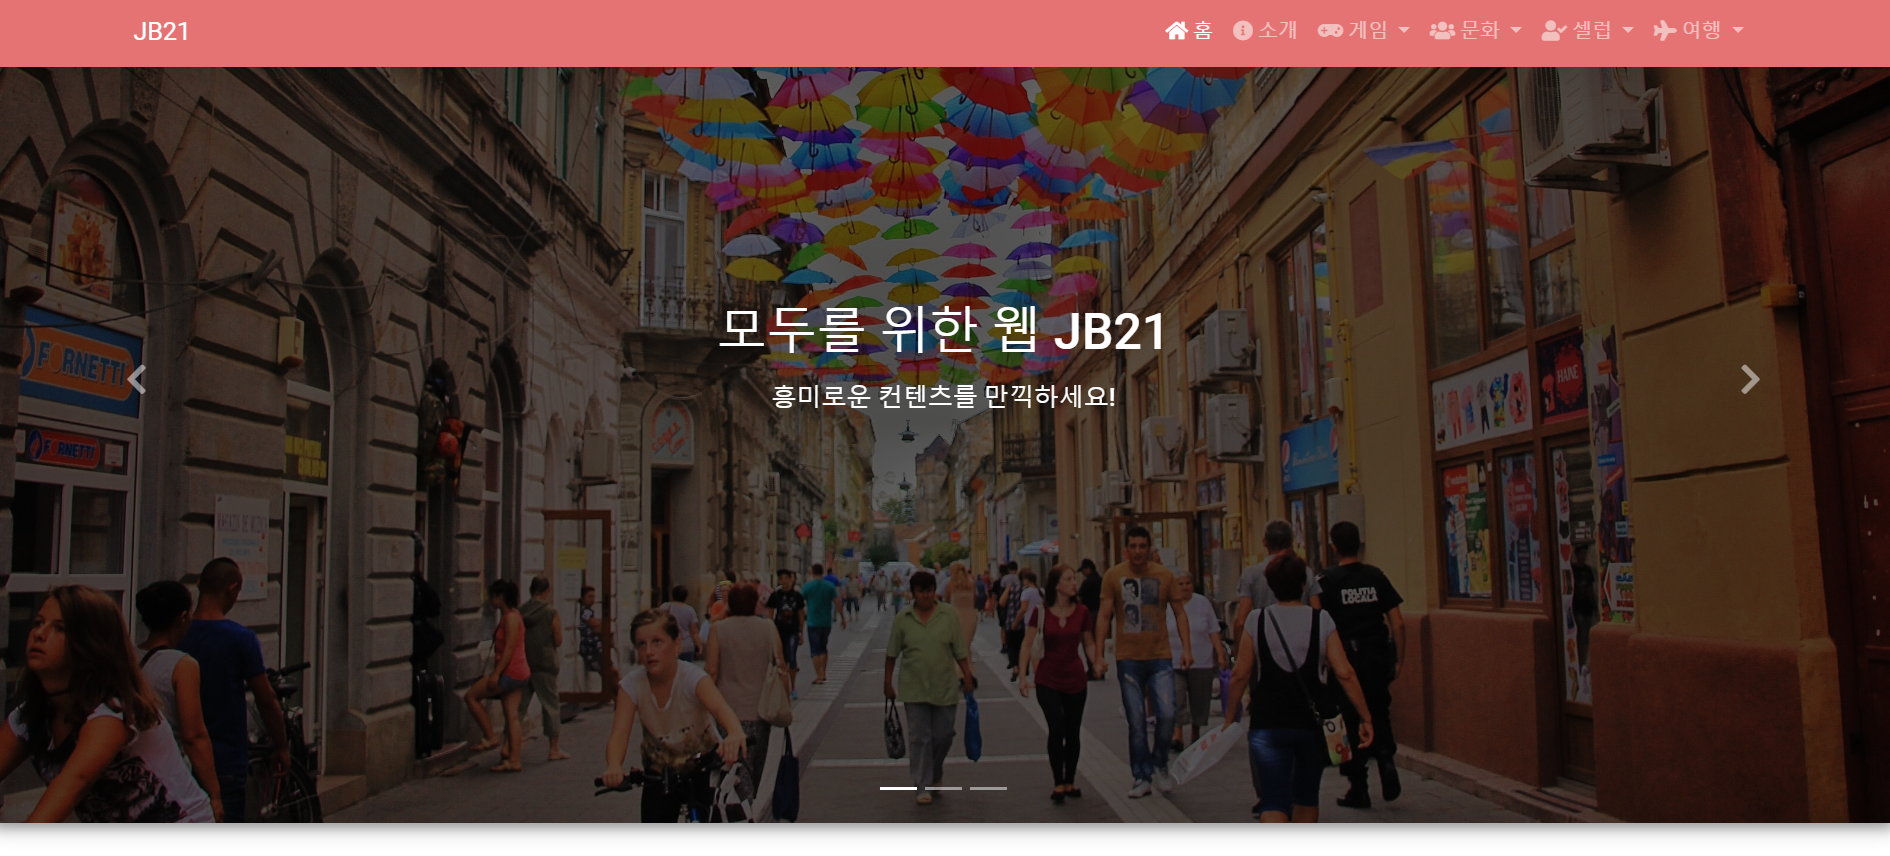 JB21
홈 소개 게임 문화 셀럽 여행
모두를 위한 웹 JB21
흥미로운 컨텐츠를 만끽하세요!
FORNETTI
FORNETTI
HAINE
POLITIA
LOCALA